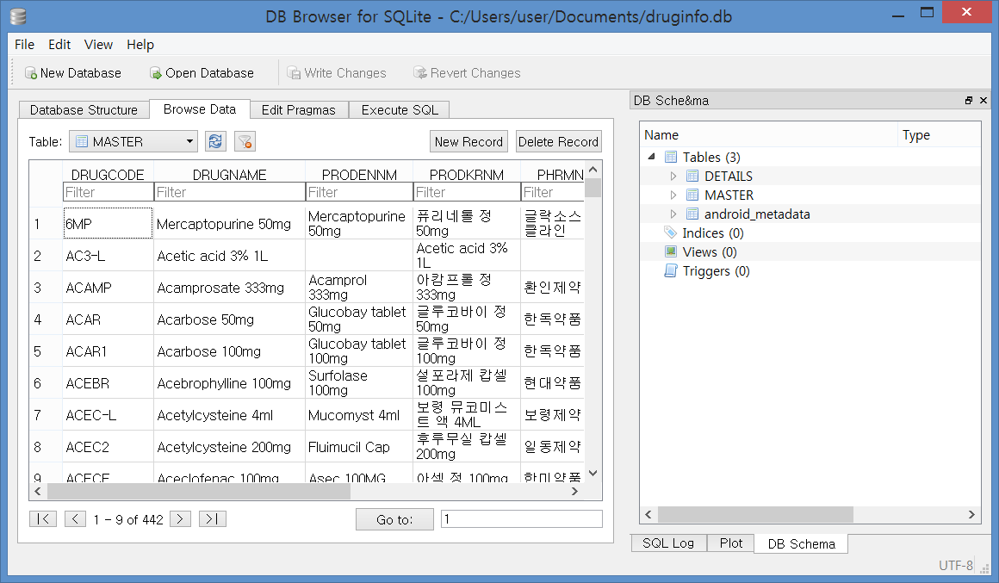 DB Browser for SQLite - C:/Users/user/Documents/druginfo.db
File Edit View Help
New Database Open Database Write Changes Revert Changes
Database Structure Browse Data Edit Pragmas Execute SQL
Table: MASTER New Record Delete Record
DRUGCODE DRUGNAME PRODENNM PRODKRNM PHRMN
Filter Filter Filter Filter Filter
1 6MP Mercaptopurine 50mg Mercaptopurine 50mg 퓨리네톨 정 50mg 글락소스클라인
2 AC3-L Acetic acid 3% 1L Acetic acid 3% 1L
3 ACAMP Acamprosate 333mg Acamprol 333mg 아캄프롤 정 333mg 환인제약
4 ACAR Acarbose 50mg Glucobay tablet 50mg 글루코바이 정 50mg 한독약품
5 ACAR1 Acarbose 100mg Glucobay tablet 100mg 글루코바이 정 100mg 한독약품
6 ACEBR Acebrophylline 100mg Surfolase 100mg 설포라제 캅셀 100mg 현대약품
7 ACEC-L Acetylcysteine 4ml Mucomyst 4ml 보령 뮤코미스트 액 4ML 보령제약
8 ACEC2 Acetylcysteine 200mg Fluimucil Cap 후루무실 캅셀 200mg 일동제약
9 ACECF Aceclofenac 100mg Asec 100MG 아섹 정 100mg 한미약품
1 - 9 of 442 Go to: 1
DB Sche&ma
Name Type
Tables (3)
DETAILS
MASTER
android_metadata
Indices (0)
Views (0)
Triggers (0)
SQL Log Plot DB Schema
UTF-8